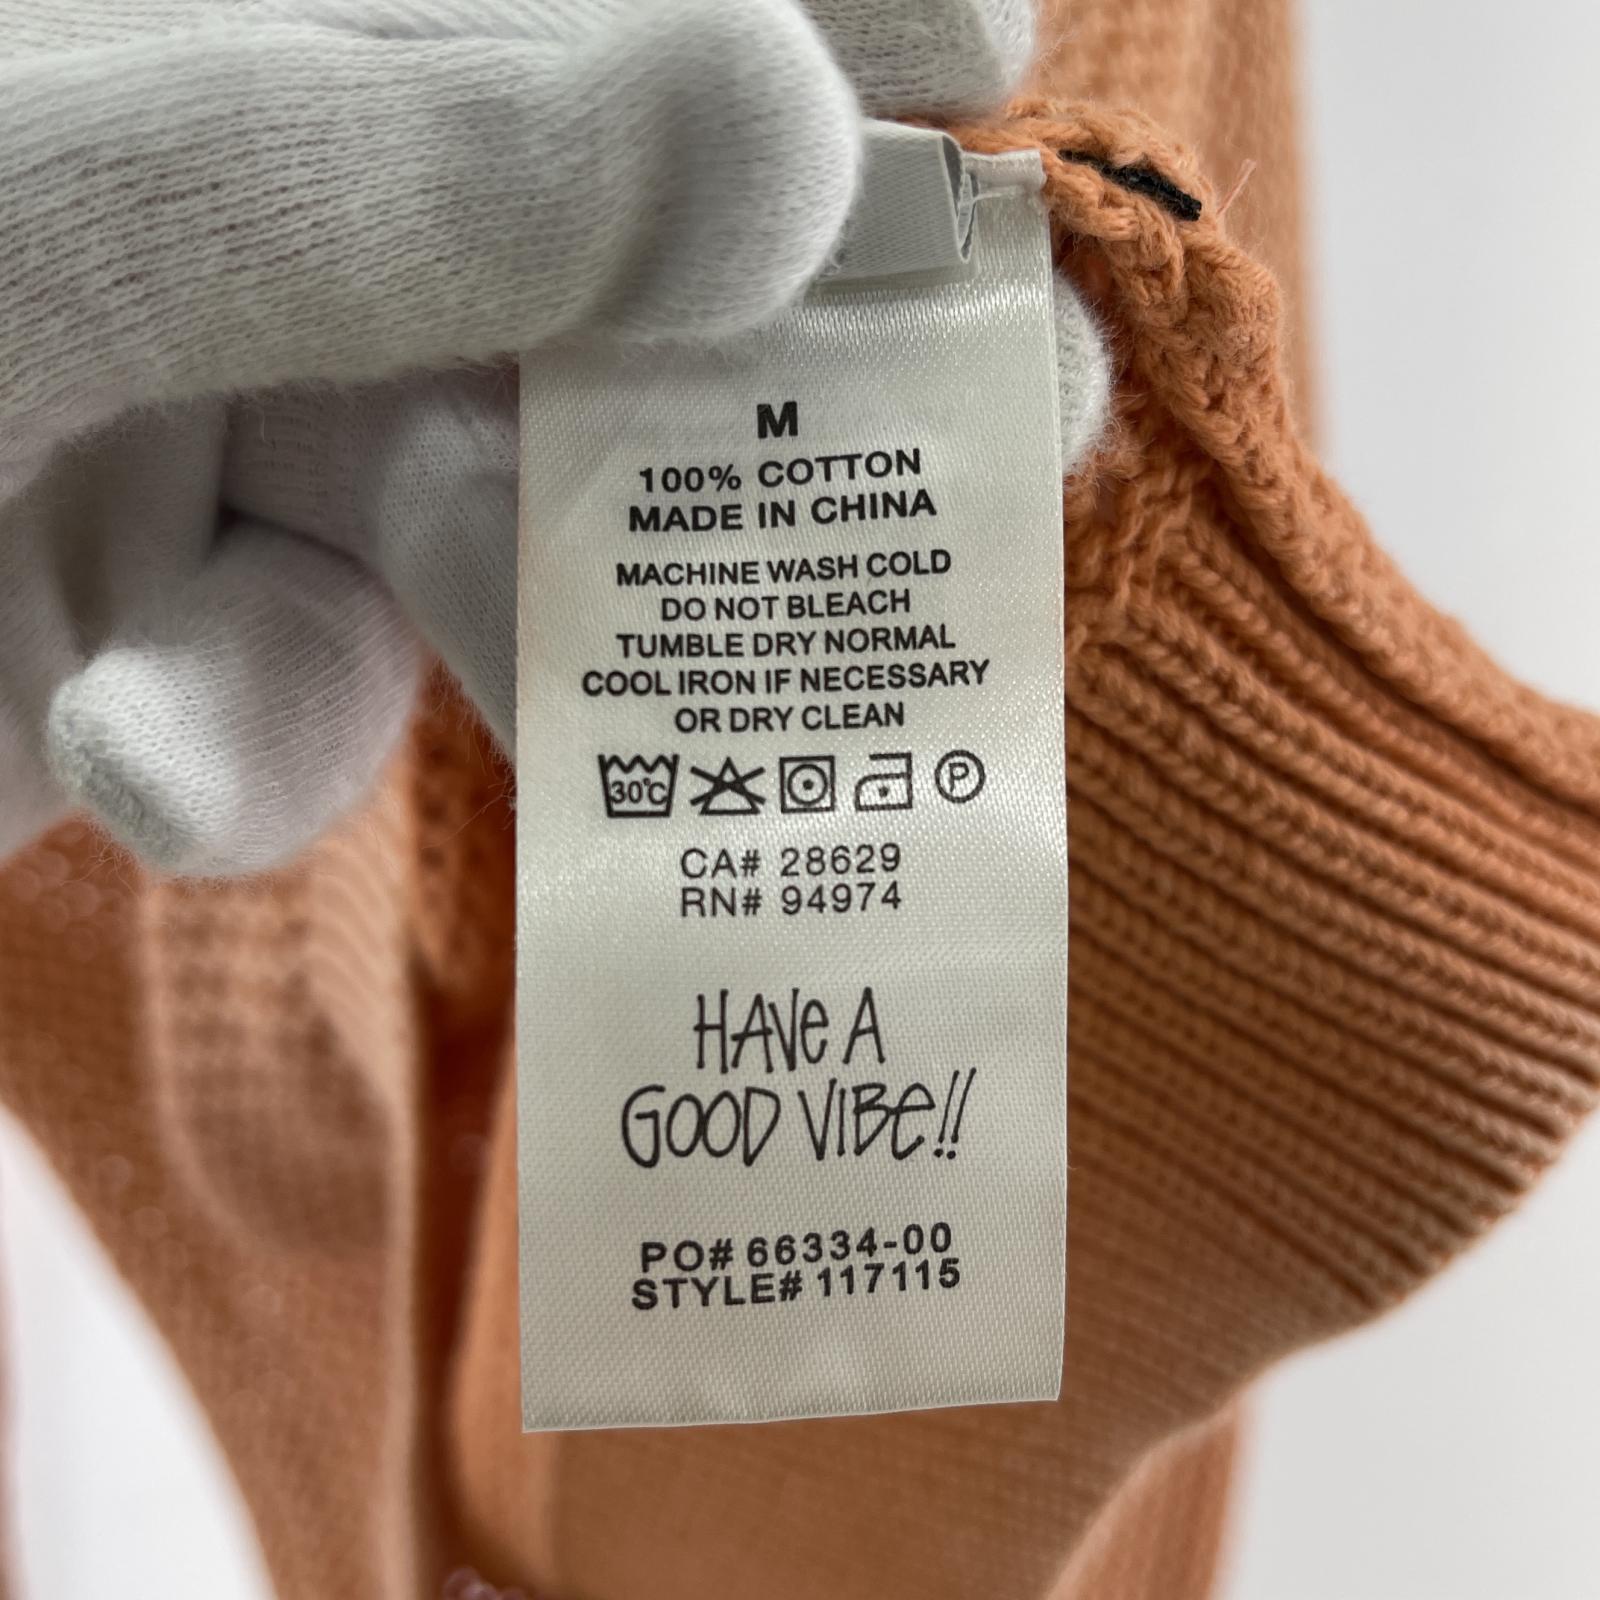 M
100% COTTON
MADE IN CHINA
MACHINE WASH COLD
DO NOT BLEACH
TUMBLE DRY NORMAL
COOL IRON IF NECESSARY
OR DRY CLEAN
30°C P
CA# 28629
RN# 94974
HAVe A
GOOD VIBe!!
PO# 66334-00
STYLE# 117115